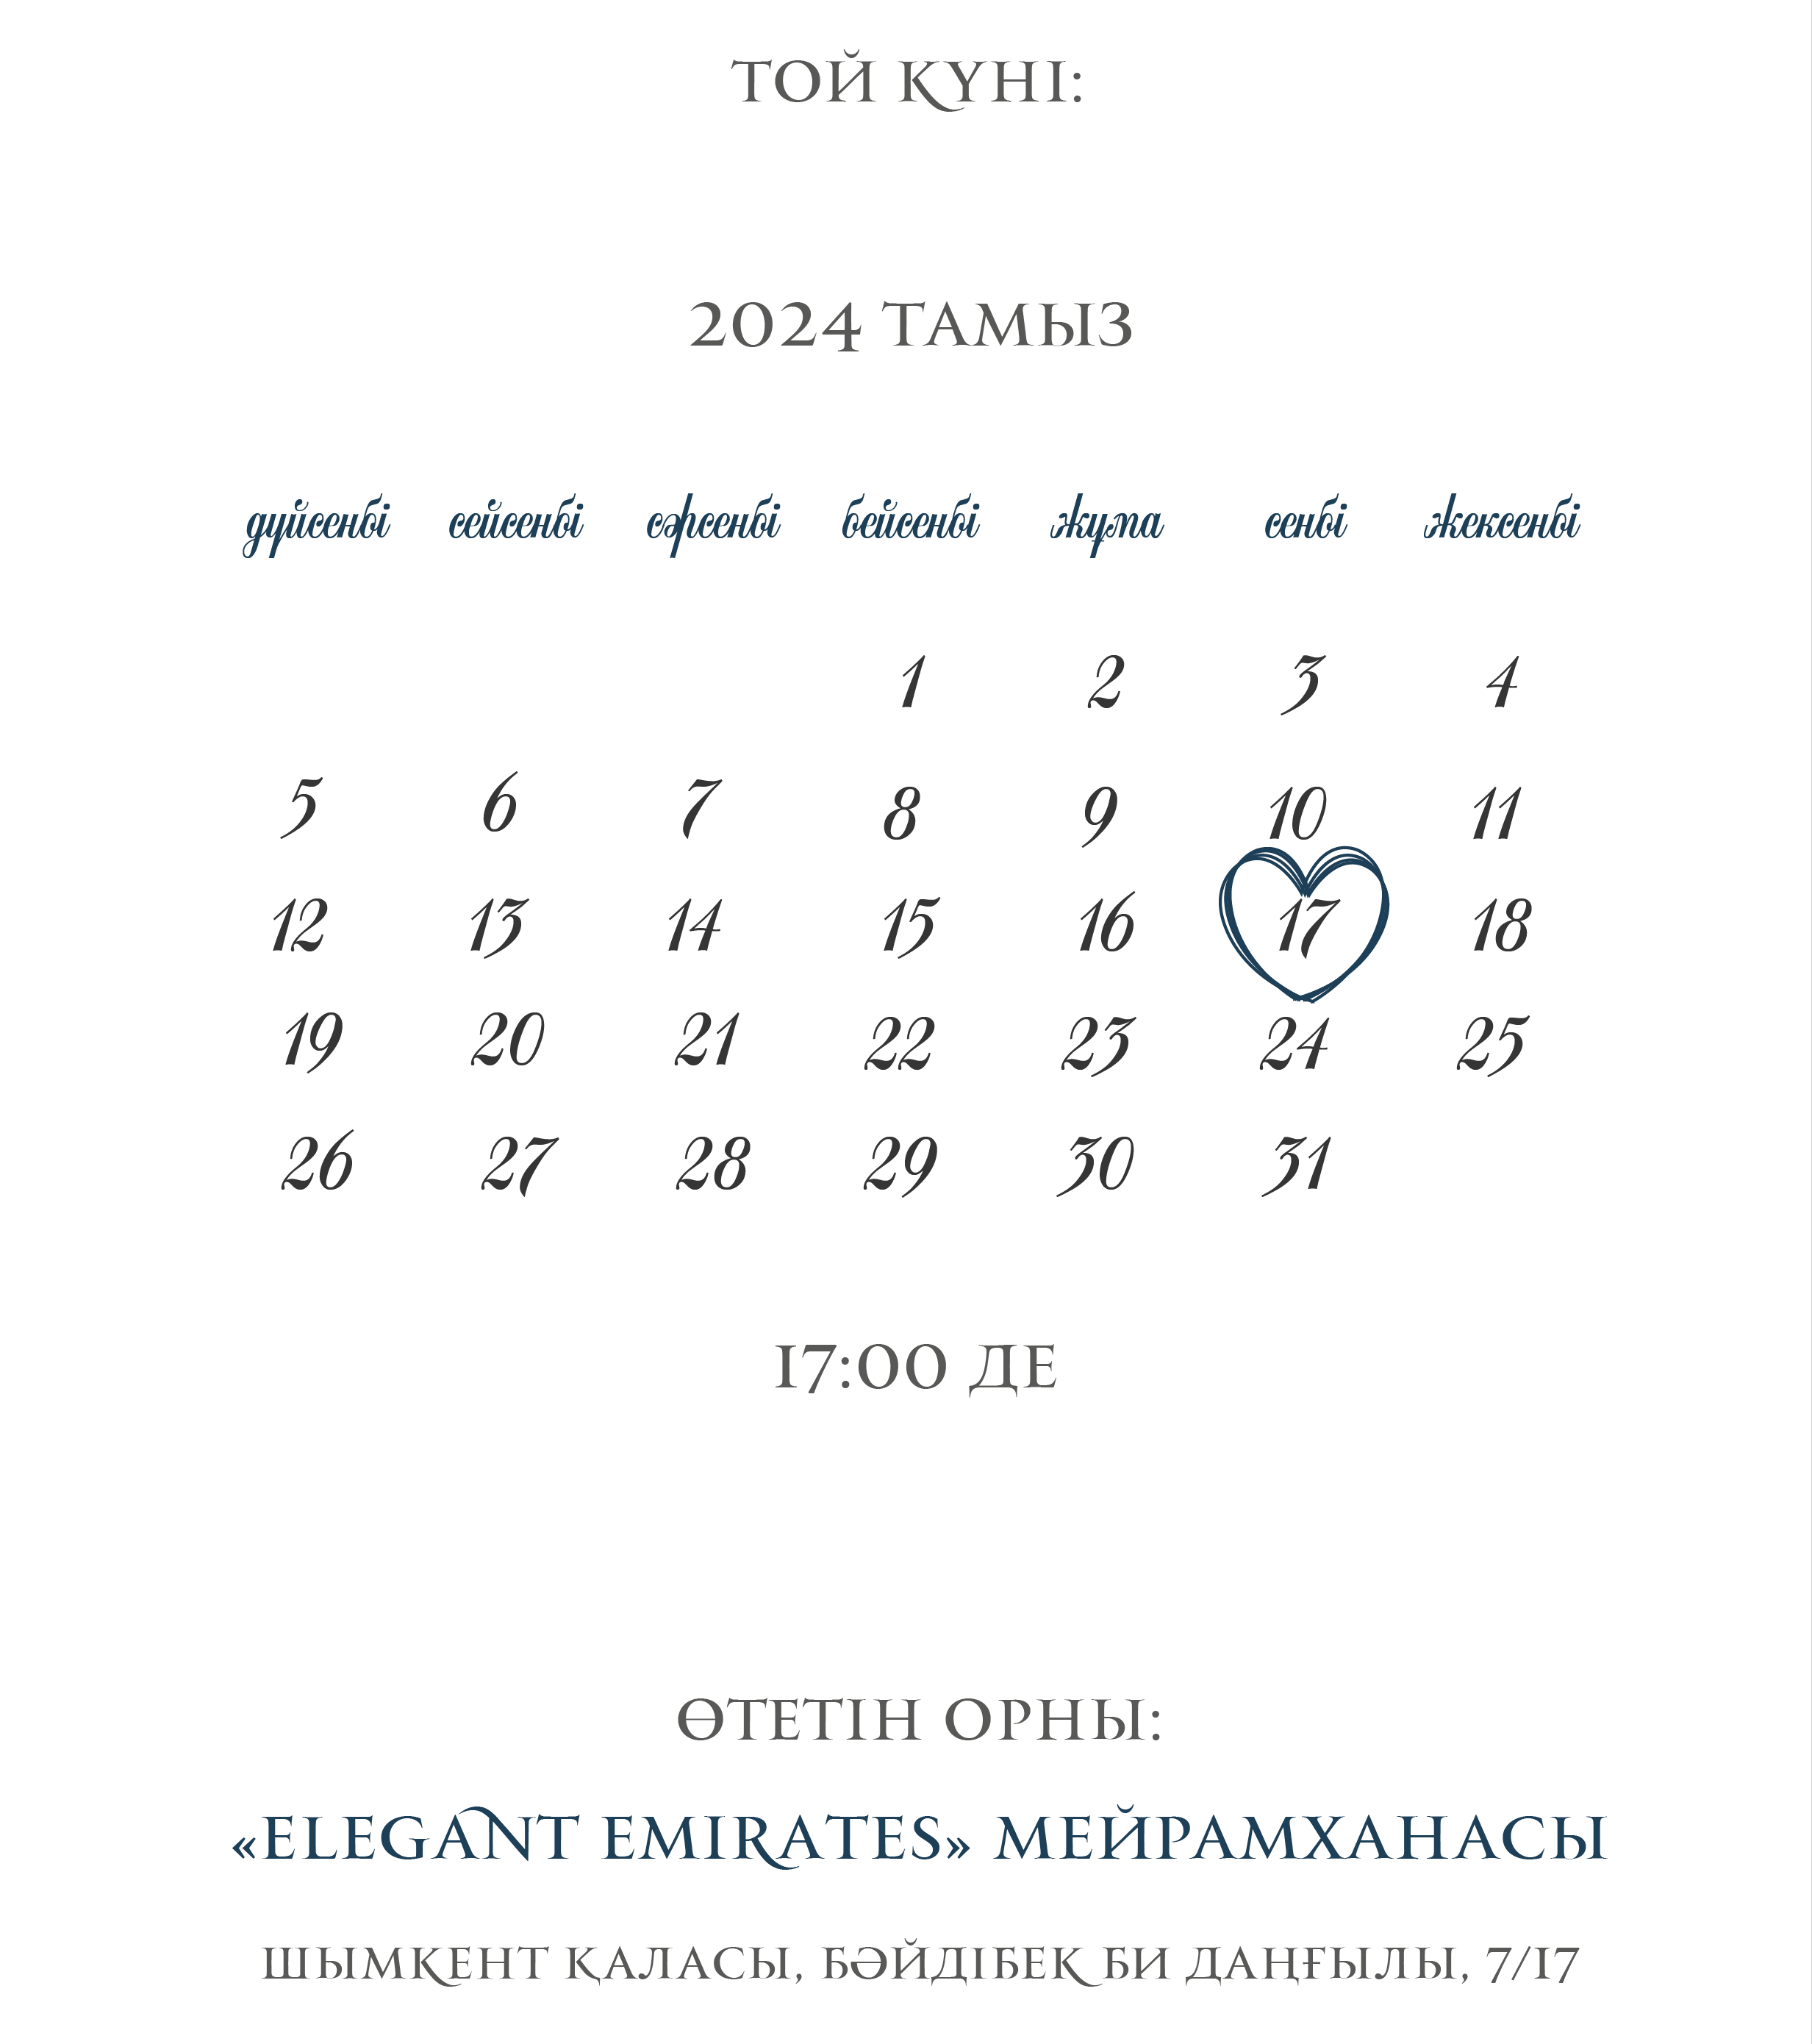 ТОЙ КҮНІ:
2024 ТАМЫЗ
дүйсенбі сейсенбі сәрсенбі бейсенбі жұма сенбі жексенбі
1 2 3 4
5 6 7 8 9 10 11
12 13 14 15 16 17 18
19 20 21 22 23 24 25
26 27 28 29 30 31
17:00 ДЕ
ӨТЕТІН ОРНЫ:
«ELEGANT EMIRATES» МЕЙРАМХАНАСЫ
ШЫМКЕНТ ҚАЛАСЫ, БӘЙДІБЕК БИ ДАҢҒЫЛЫ, 7/17